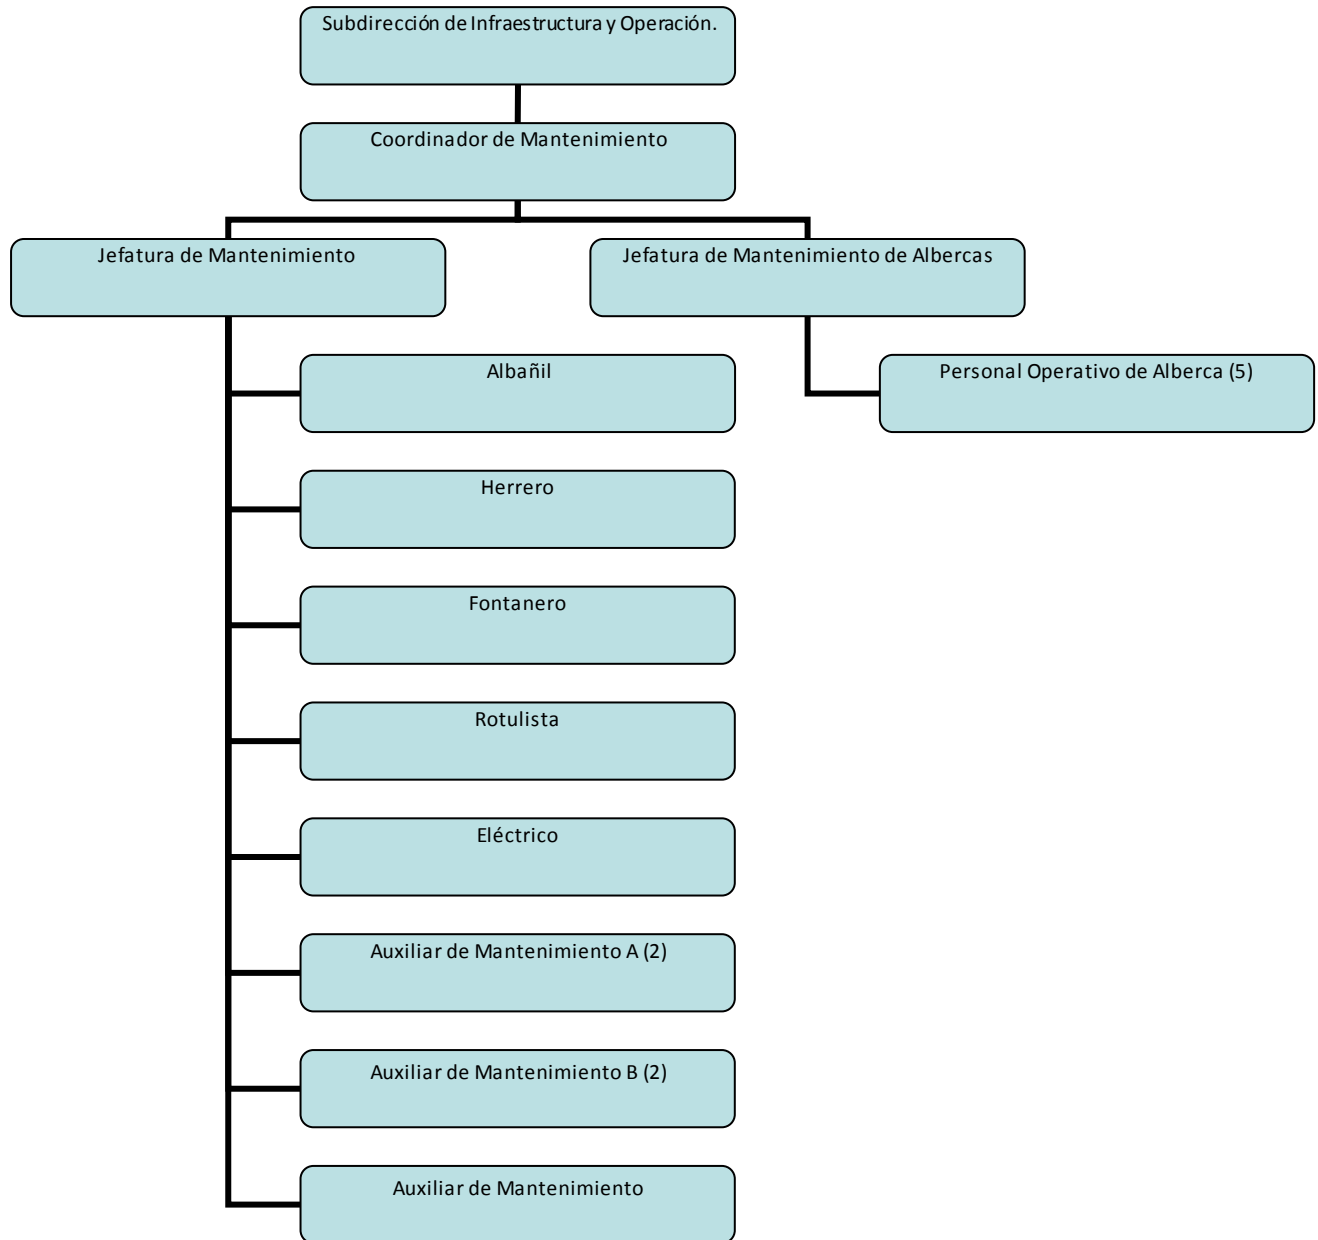 Subdirección de Infraestructura y Operación.
Coordinador de Mantenimiento
Jefatura de Mantenimiento
Jefatura de Mantenimiento de Albercas
Albañil
Personal Operativo de Alberca (5)
Herrero
Fontanero
Rotulista
Eléctrico
Auxiliar de Mantenimiento A (2)
Auxiliar de Mantenimiento B (2)
Auxiliar de Mantenimiento